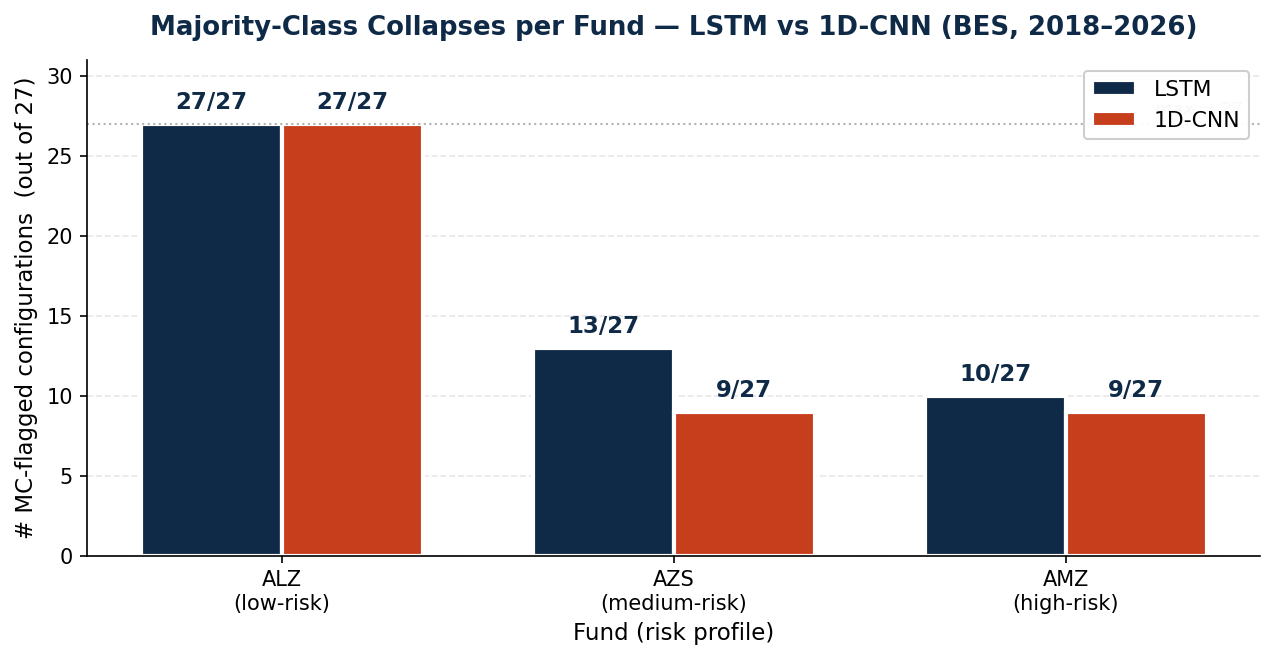 Majority-Class Collapses per Fund — LSTM vs 1D-CNN (BES, 2018–2026)
# MC-flagged configurations (out of 27)
30
25
20
15
10
5
0
27/27
27/27
13/27
9/27
10/27
9/27
LSTM
1D-CNN
ALZ
(low-risk)
AZS
(medium-risk)
AMZ
(high-risk)
Fund (risk profile)